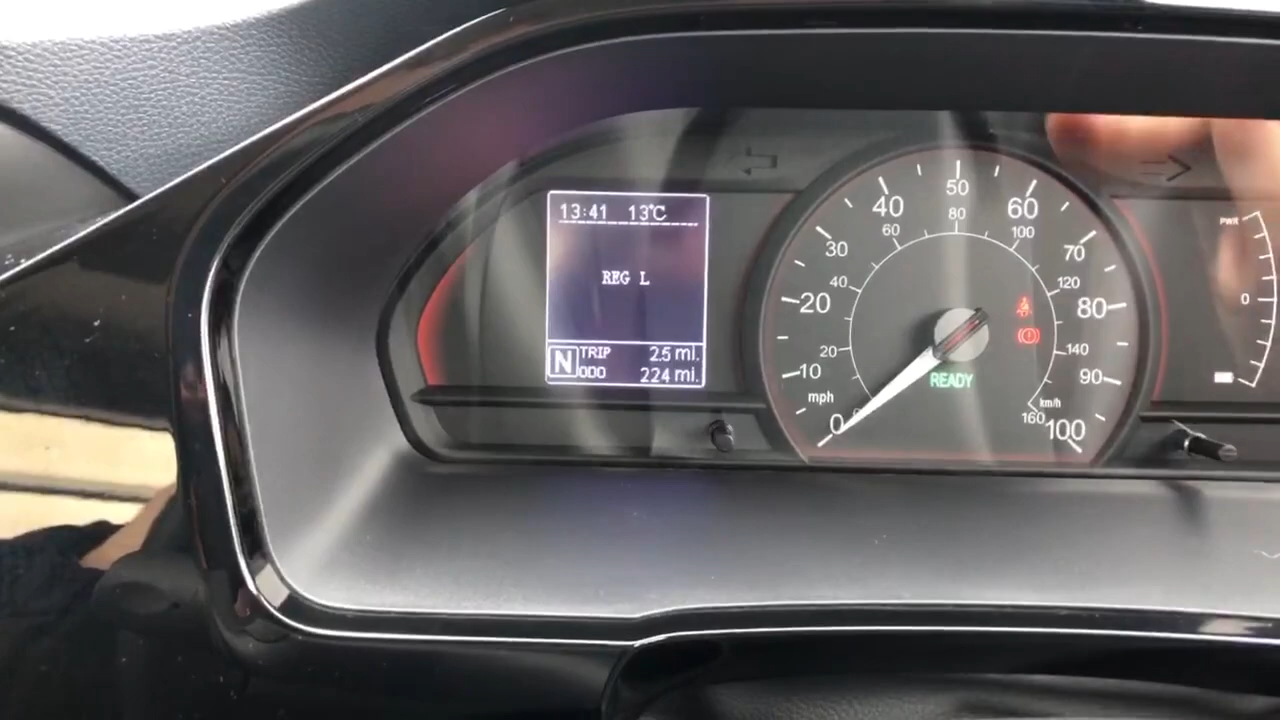 13:41 13°C
REG L
N TRIP 2.5 mi.
ODO 224 mi.
0 10 20 30 40 50 60 70 80 90 100
mph
20 40 60 80 100 120 140 160
km/h
READY
PWR
0